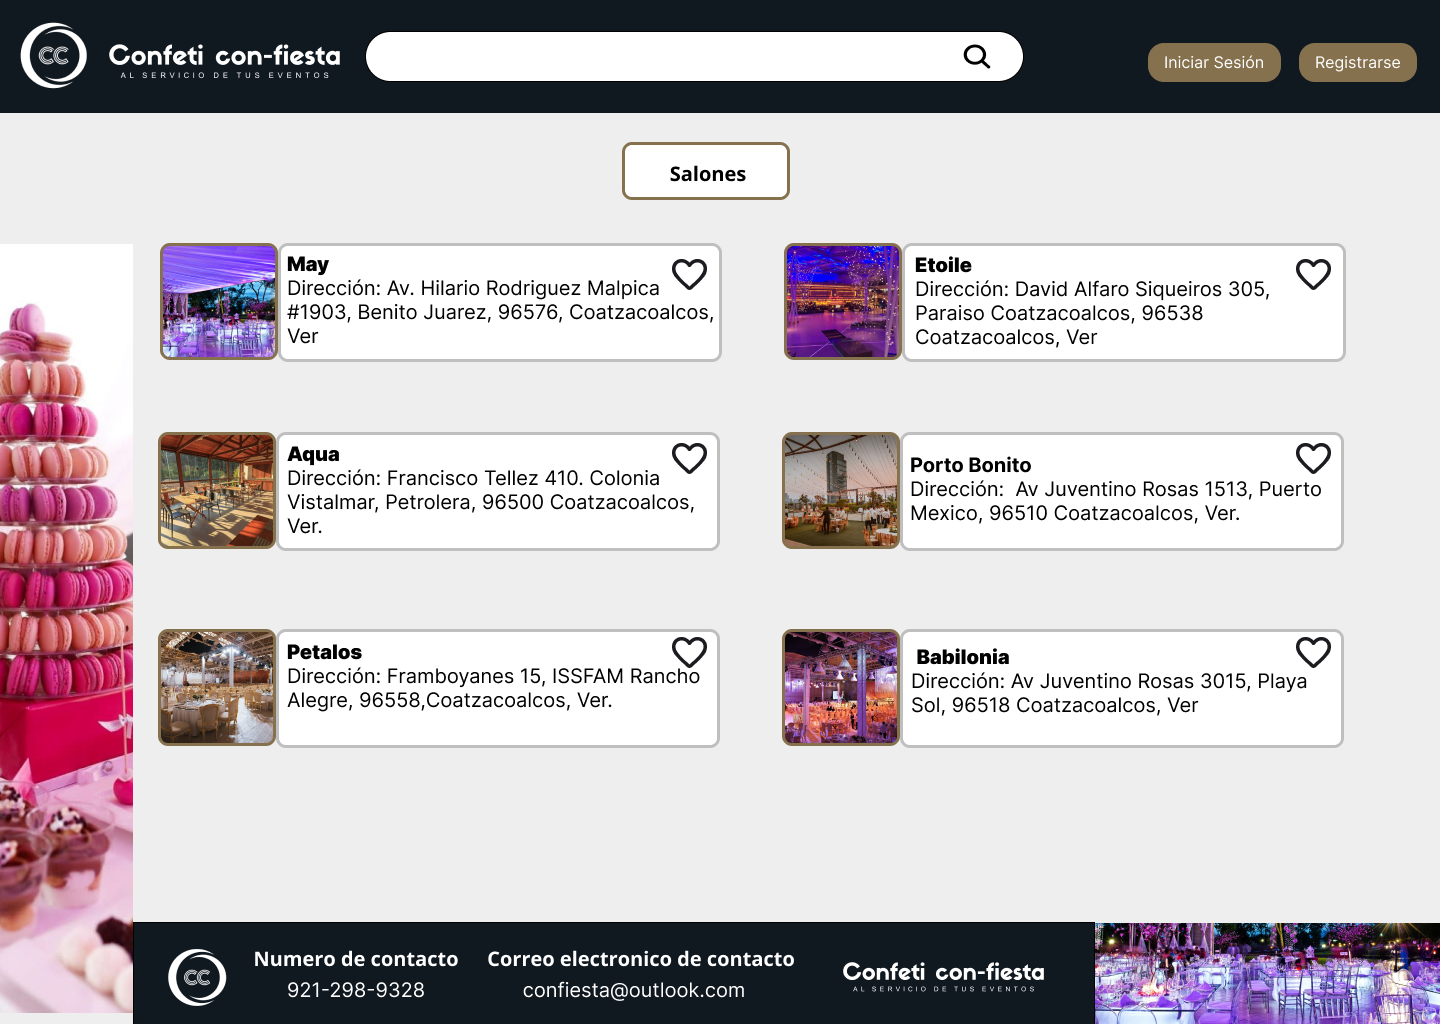 CC
Confeti con-fiesta
AL SERVICIO DE TUS EVENTOS
Iniciar Sesión
Registrarse
Salones
May
Dirección: Av. Hilario Rodriguez Malpica
#1903, Benito Juarez, 96576, Coatzacoalcos,
Ver
Etoile
Dirección: David Alfaro Siqueiros 305,
Paraiso Coatzacoalcos, 96538
Coatzacoalcos, Ver
Aqua
Dirección: Francisco Tellez 410. Colonia
Vistalmar, Petrolera, 96500 Coatzacoalcos,
Ver.
Porto Bonito
Dirección:  Av Juventino Rosas 1513, Puerto
Mexico, 96510 Coatzacoalcos, Ver.
Petalos
Dirección: Framboyanes 15, ISSFAM Rancho
Alegre, 96558,Coatzacoalcos, Ver.
Babilonia
Dirección: Av Juventino Rosas 3015, Playa
Sol, 96518 Coatzacoalcos, Ver
CC
Numero de contacto
921-298-9328
Correo electronico de contacto
confiesta@outlook.com
Confeti con-fiesta
AL SERVICIO DE TUS EVENTOS